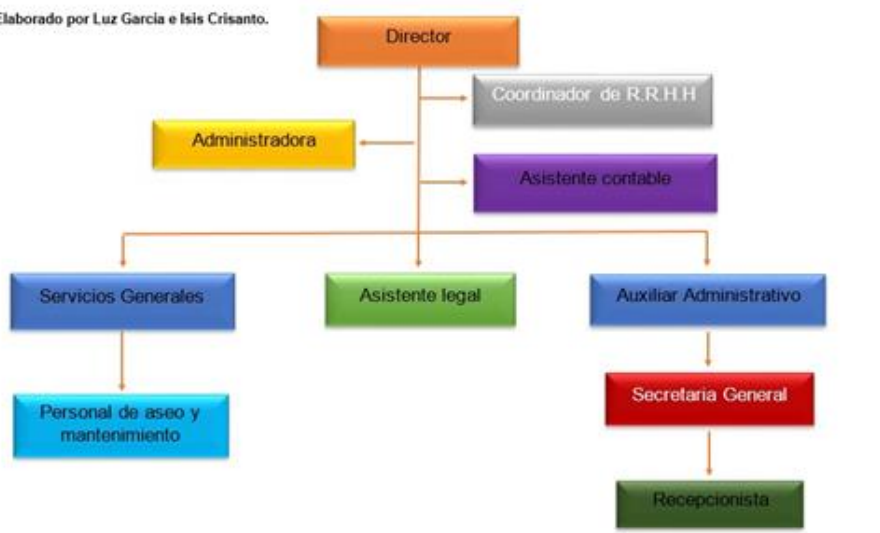 Elaborado por Luz Garcia e Isis Crisanto.
Director
Coordinador de R.R.H.H
Administradora
Asistente contable
Servicios Generales
Asistente legal
Auxiliar Administrativo
Secretaria General
Personal de aseo y
mantenimiento
Recepcionista